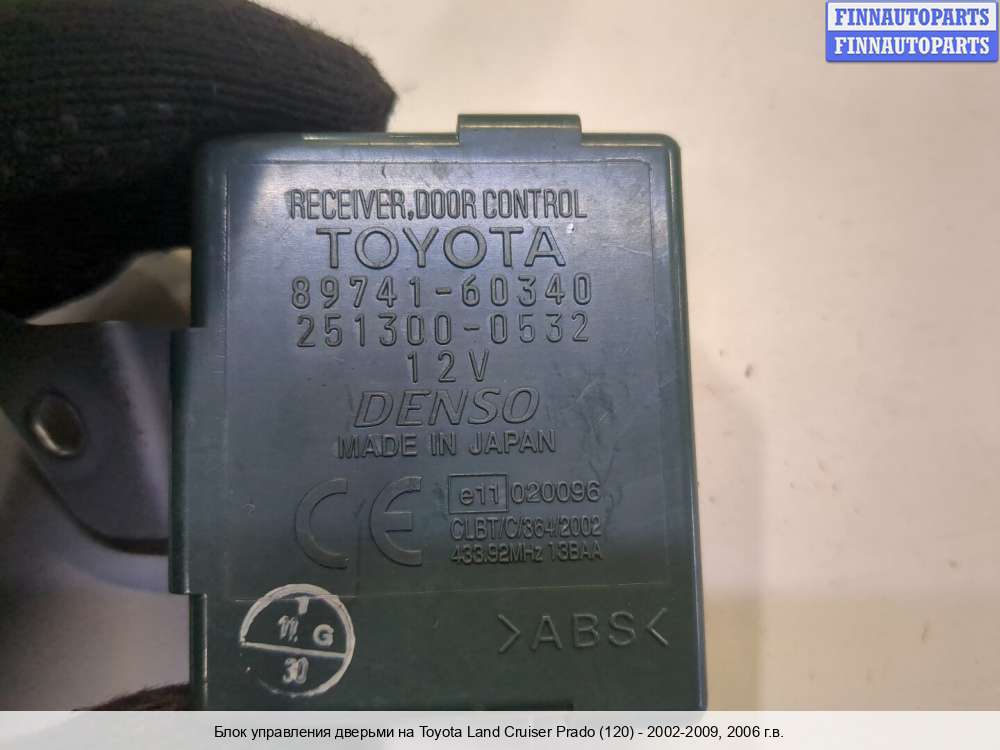 FINNAUTOPARTS
FINNAUTOPARTS
RECEIVER,DOOR CONTROL
TOYOTA
89741-60340
251300-0532
12V
DENSO
MADE IN JAPAN
CE
e11 020096
CLBT/C/364/2002
433.92MHz 13BAA
T
11. G
30
>ABS<
Блок управления дверьми на Toyota Land Cruiser Prado (120) - 2002-2009, 2006 г.в.